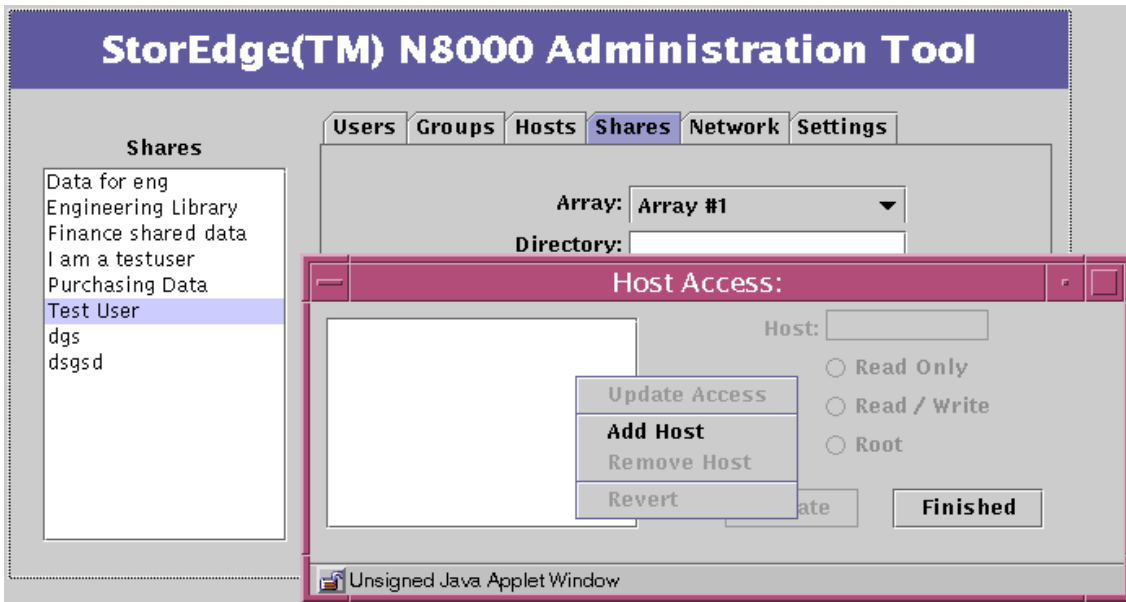 StorEdge(TM) N8000 Administration Tool
Shares
Data for eng
Engineering Library
Finance shared data
I am a testuser
Purchasing Data
Test User
dgs
dsgsd
Users Groups Hosts Shares Network Settings
Array: Array #1
Directory:
Host Access:
Host:
Read Only
Read / Write
Root
Update Access
Add Host
Remove Host
Revert
ate
Finished
Unsigned Java Applet Window